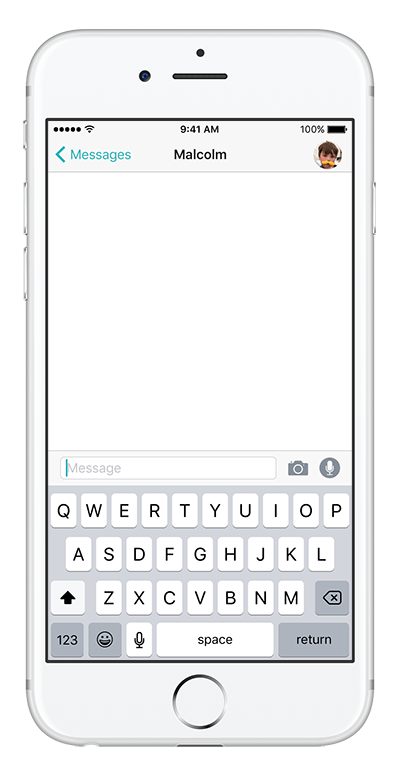 9:41 AM 100%
Messages Malcolm
Message
Q W E R T Y U I O P
A S D F G H J K L
Z X C V B N M
123 space return